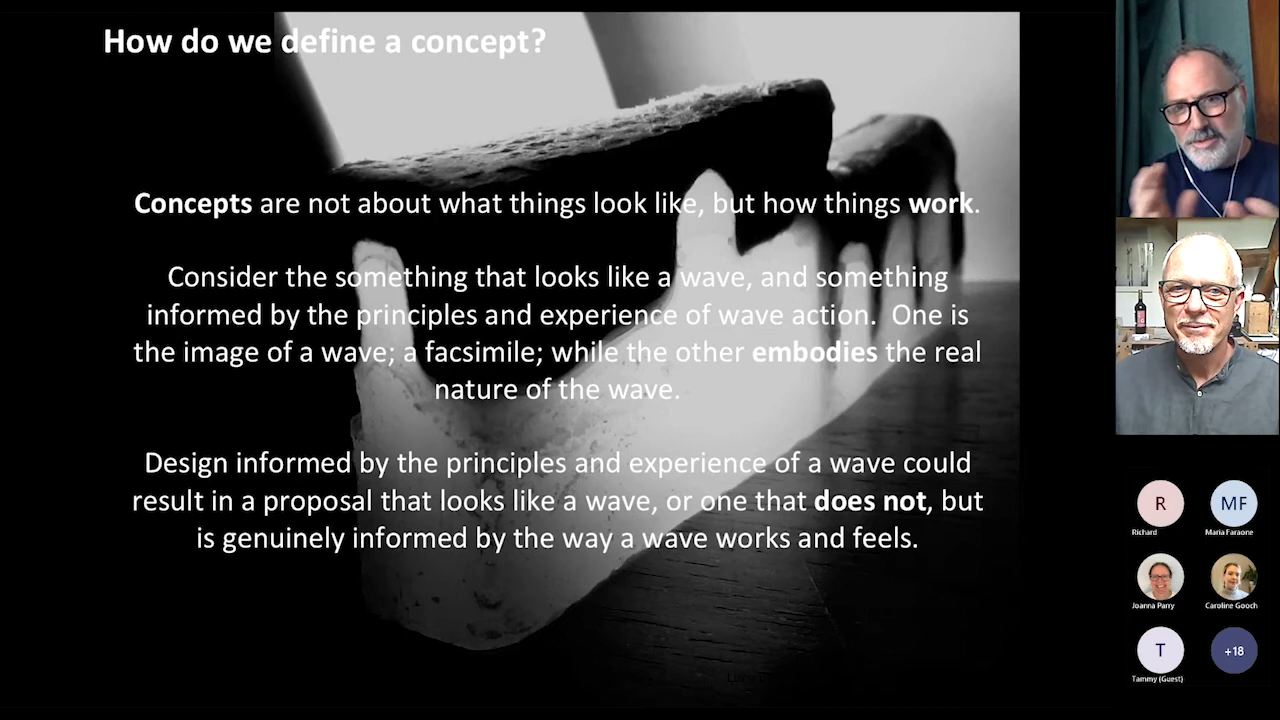 How do we define a concept?
Concepts are not about what things look like, but how things work.
Consider the something that looks like a wave, and something
informed by the principles and experience of wave action.  One is
the image of a wave; a facsimile; while the other embodies the real
nature of the wave.
Design informed by the principles and experience of a wave could
result in a proposal that looks like a wave, or one that does not, but
is genuinely informed by the way a wave works and feels.
R
MF
Richard
Maria Faraone
Joanna Parry
Caroline Gooch
T
+18
Tammy (Guest)